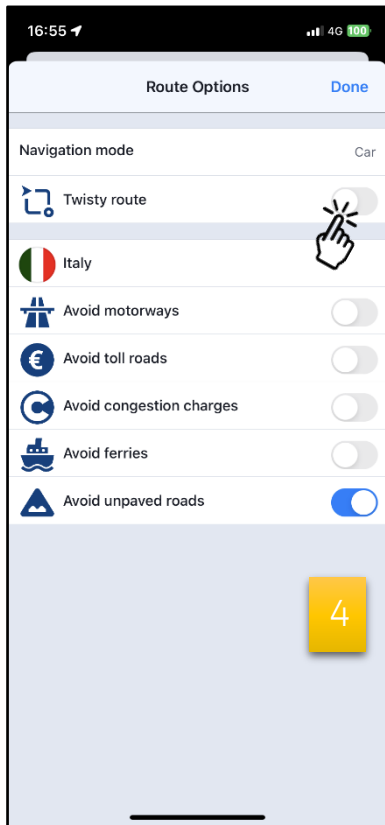 16:55 4G 100
Route Options Done
Navigation mode Car
Twisty route
Italy
Avoid motorways
€ Avoid toll roads
Avoid congestion charges
Avoid ferries
Avoid unpaved roads
4